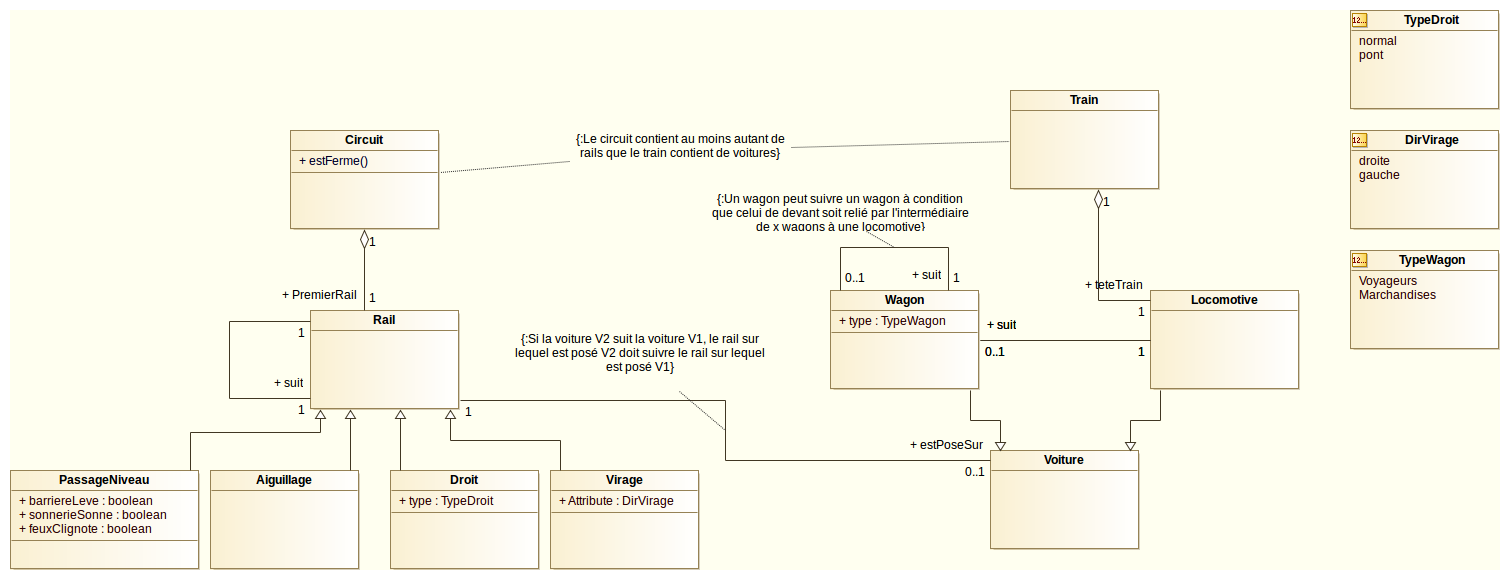 12... TypeDroit
normal
pont
Train
Circuit
+ estFerme()
{:Le circuit contient au moins autant de
rails que le train contient de voitures}
12... DirVirage
droite
gauche
{:Un wagon peut suivre un wagon à condition
que celui de devant soit relié par l'intermédiaire
de x wagons à une locomotive}
1
1
12... TypeWagon
Voyageurs
Marchandises
0..1
+ suit
1
+ PremierRail
1
+ teteTrain
1
Rail
1
+ suit
1
Wagon
+ type : TypeWagon
+ suit
0..1
1
Locomotive
{:Si la voiture V2 suit la voiture V1, le rail sur
lequel est posé V2 doit suivre le rail sur lequel
est posé V1}
1
+ estPoseSur
0..1
Voiture
PassageNiveau
+ barriereLeve : boolean
+ sonnerieSonne : boolean
+ feuxClignote : boolean
Aiguillage
Droit
+ type : TypeDroit
Virage
+ Attribute : DirVirage